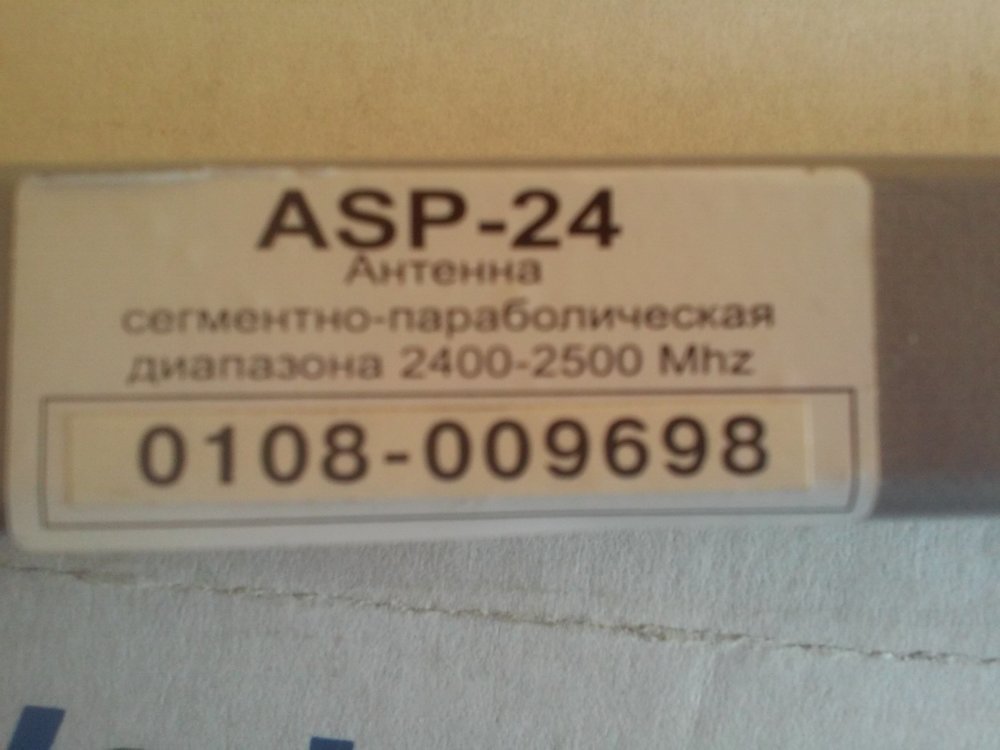 ASP-24
Антенна
сегментно-параболическая
диапазона 2400-2500 Mhz
0108-009698